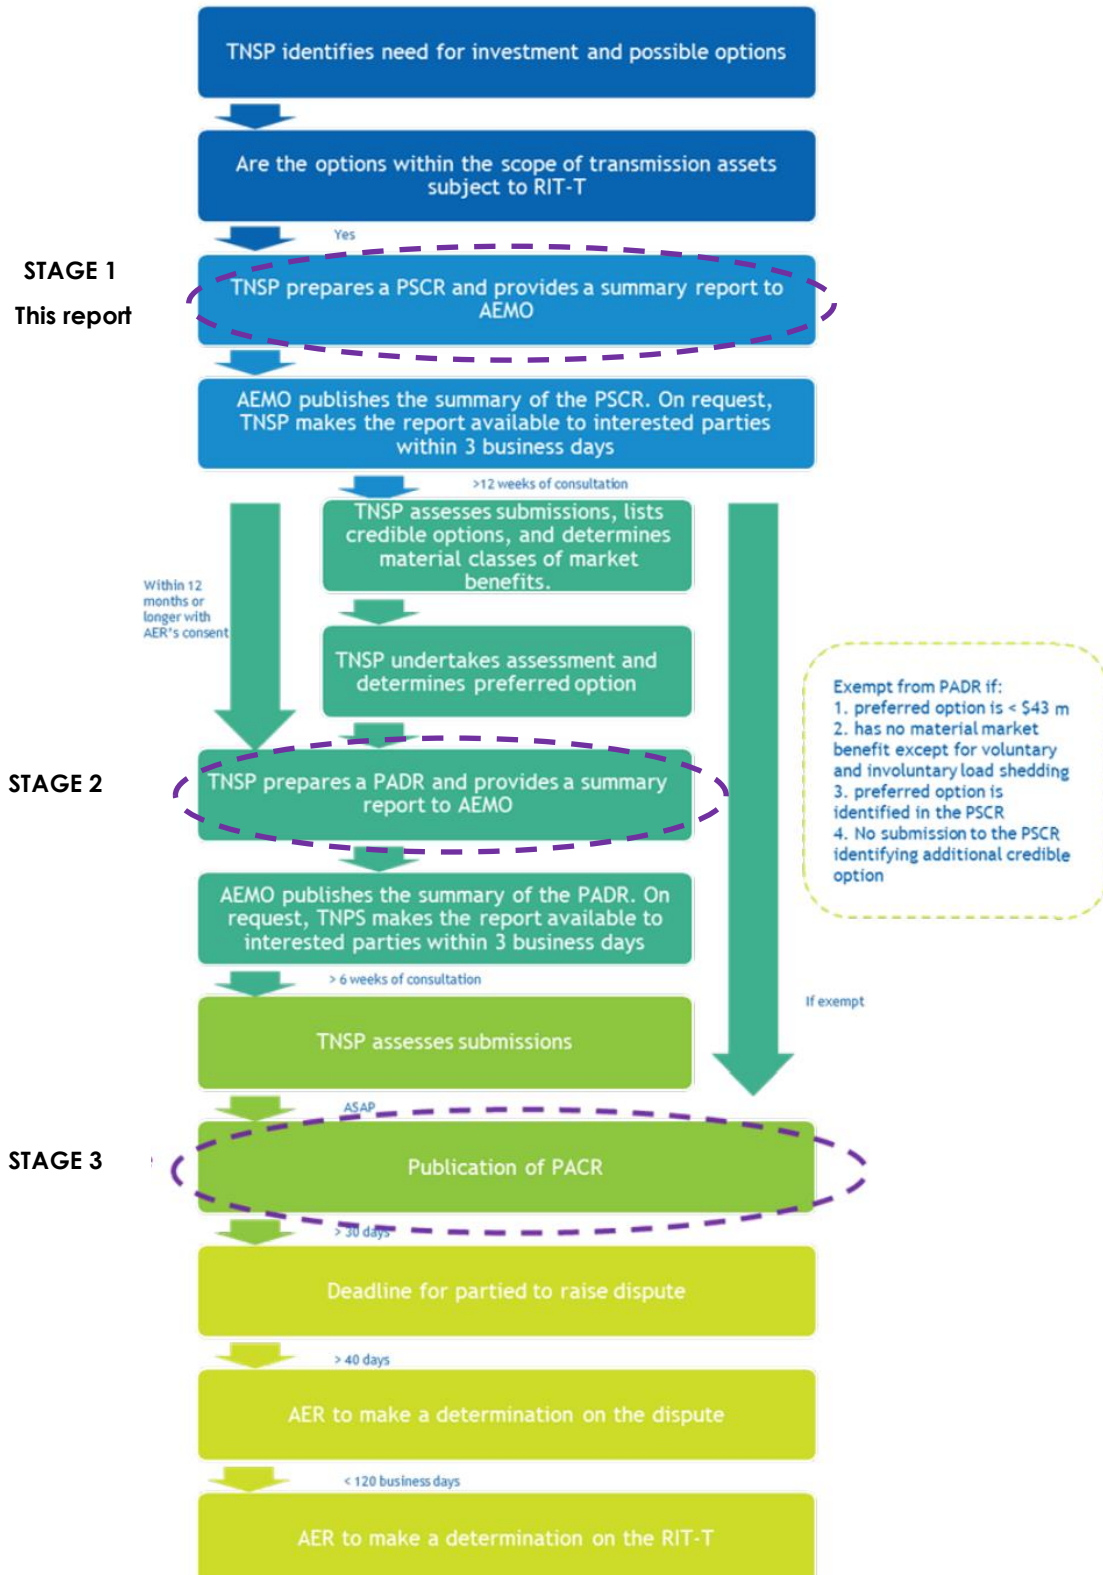 TNSP identifies need for investment and possible options
Are the options within the scope of transmission assets
subject to RIT-T
Yes
STAGE 1
This report
TNSP prepares a PSCR and provides a summary report to
AEMO
AEMO publishes the summary of the PSCR. On request,
TNSP makes the report available to interested parties
within 3 business days
>12 weeks of consultation
TNSP assesses submissions, lists
credible options, and determines
material classes of market
benefits.
Within 12
months or
longer with
AER's consent
TNSP undertakes assessment and
determines preferred option
Exempt from PADR if:
1. preferred option is < $43 m
2. has no material market
benefit except for voluntary
and involuntary load shedding
3. preferred option is
identified in the PSCR
4. No submission to the PSCR
identifying additional credible
option
STAGE 2
TNSP prepares a PADR and provides a summary
report to AEMO
AEMO publishes the summary of the PADR. On
request, TNPS makes the report available to
interested parties within 3 business days
> 6 weeks of consultation
If exempt
TNSP assesses submissions
ASAP
STAGE 3
Publication of PACR
> 30 days
Deadline for partied to raise dispute
> 40 days
AER to make a determination on the dispute
< 120 business days
AER to make a determination on the RIT-T